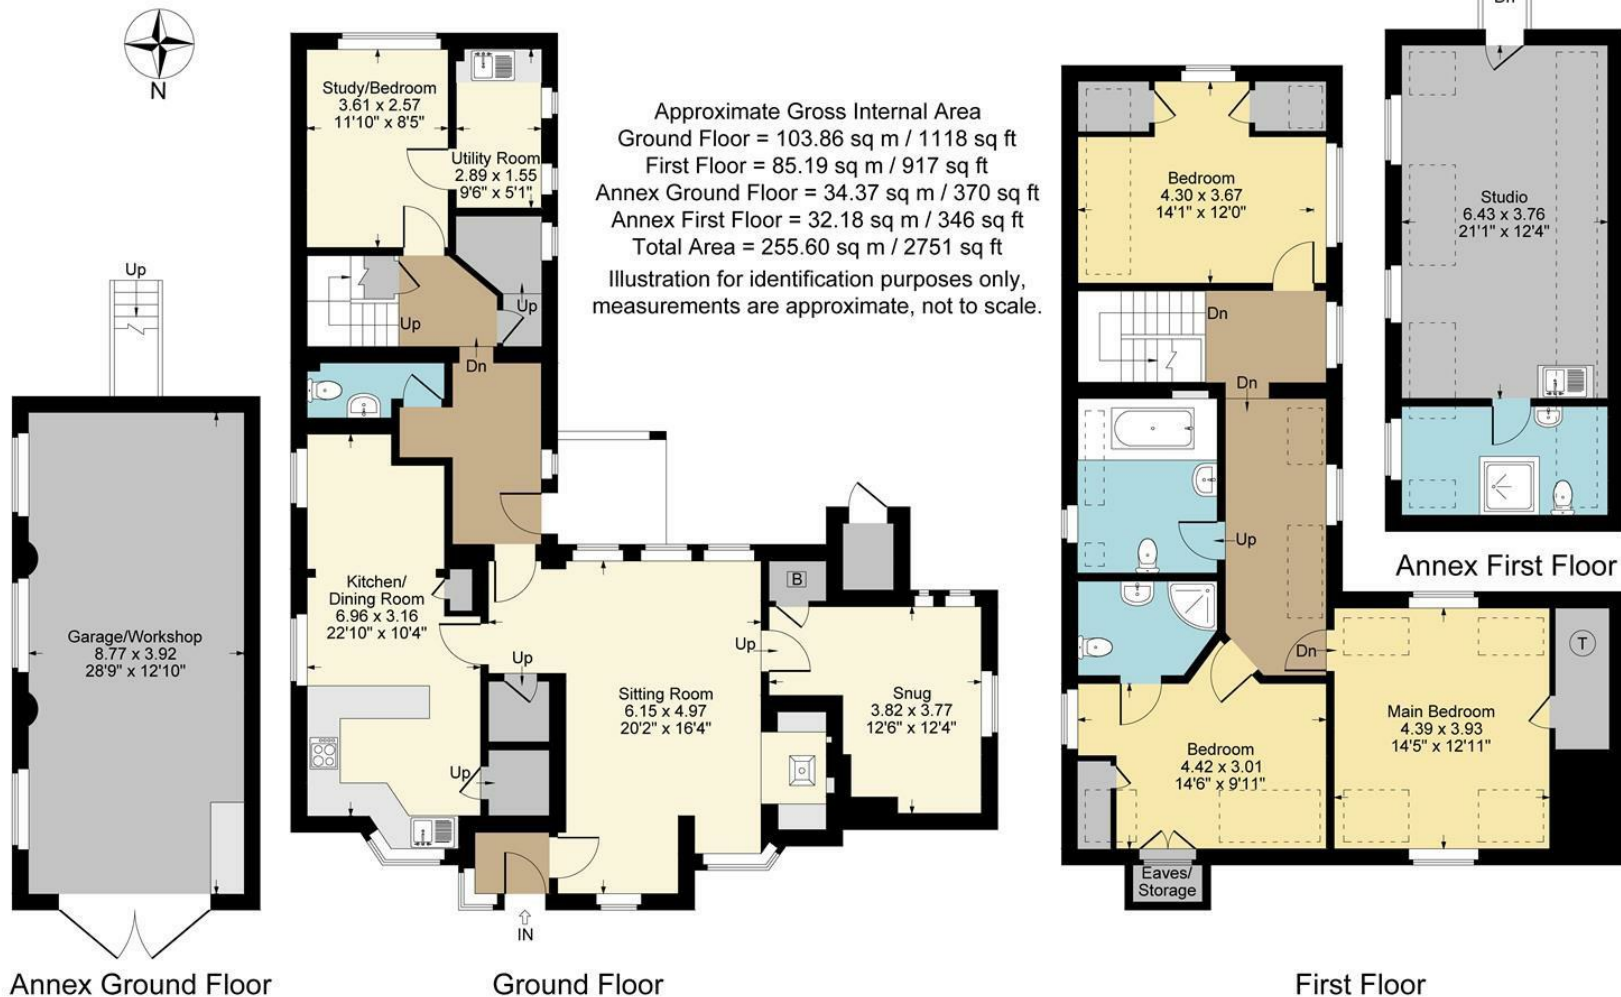 Dn
N
Study/Bedroom
3.61 x 2.57
11'10" x 8'5"
Utility Room
2.89 x 1.55
9'6" x 5'1"
Approximate Gross Internal Area
Ground Floor = 103.86 sq m / 1118 sq ft
First Floor = 85.19 sq m / 917 sq ft
Annex Ground Floor = 34.37 sq m / 370 sq ft
Annex First Floor = 32.18 sq m / 346 sq ft
Total Area = 255.60 sq m / 2751 sq ft
Illustration for identification purposes only,
measurements are approximate, not to scale.
Up
Up
Up
Dn
Kitchen/
Dining Room
6.96 x 3.16
22'10" x 10'4"
Garage/Workshop
8.77 x 3.92
28'9" x 12'10"
Up
Up
Up
B
Sitting Room
6.15 x 4.97
20'2" x 16'4"
Snug
3.82 x 3.77
12'6" x 12'4"
IN
Bedroom
4.30 x 3.67
14'1" x 12'0"
Dn
Dn
Up
Dn
Studio
6.43 x 3.76
21'1" x 12'4"
Annex First Floor
T
Main Bedroom
4.39 x 3.93
14'5" x 12'11"
Bedroom
4.42 x 3.01
14'6" x 9'11"
Eaves/
Storage
Annex Ground Floor
Ground Floor
First Floor